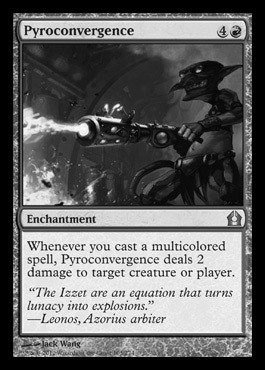 Pyroconvergence 4
Enchantment
Whenever you cast a multicolored
spell, Pyroconvergence deals 2
damage to target creature or player.
“The Izzet are an equation that turns
lunacy into explosions.”
—Leonos, Azorius arbiter
Jack Wang